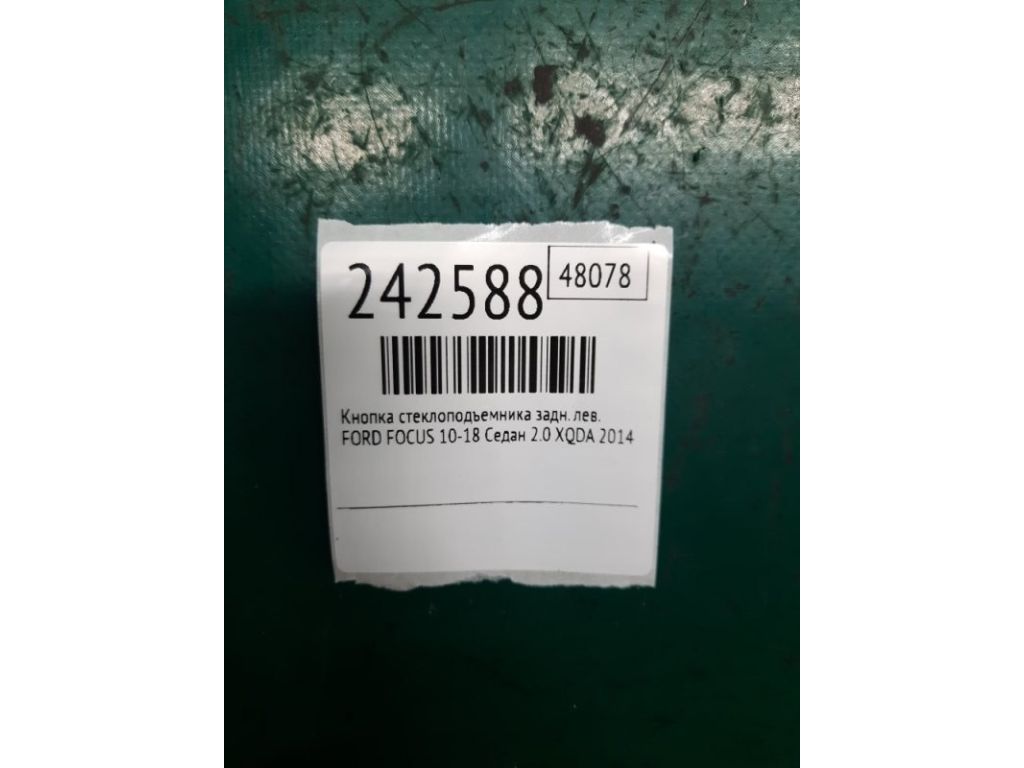 242588
48078
Кнопка стеклоподъемника задн. лев.
FORD FOCUS 10-18 Седан 2.0 XQDA 2014